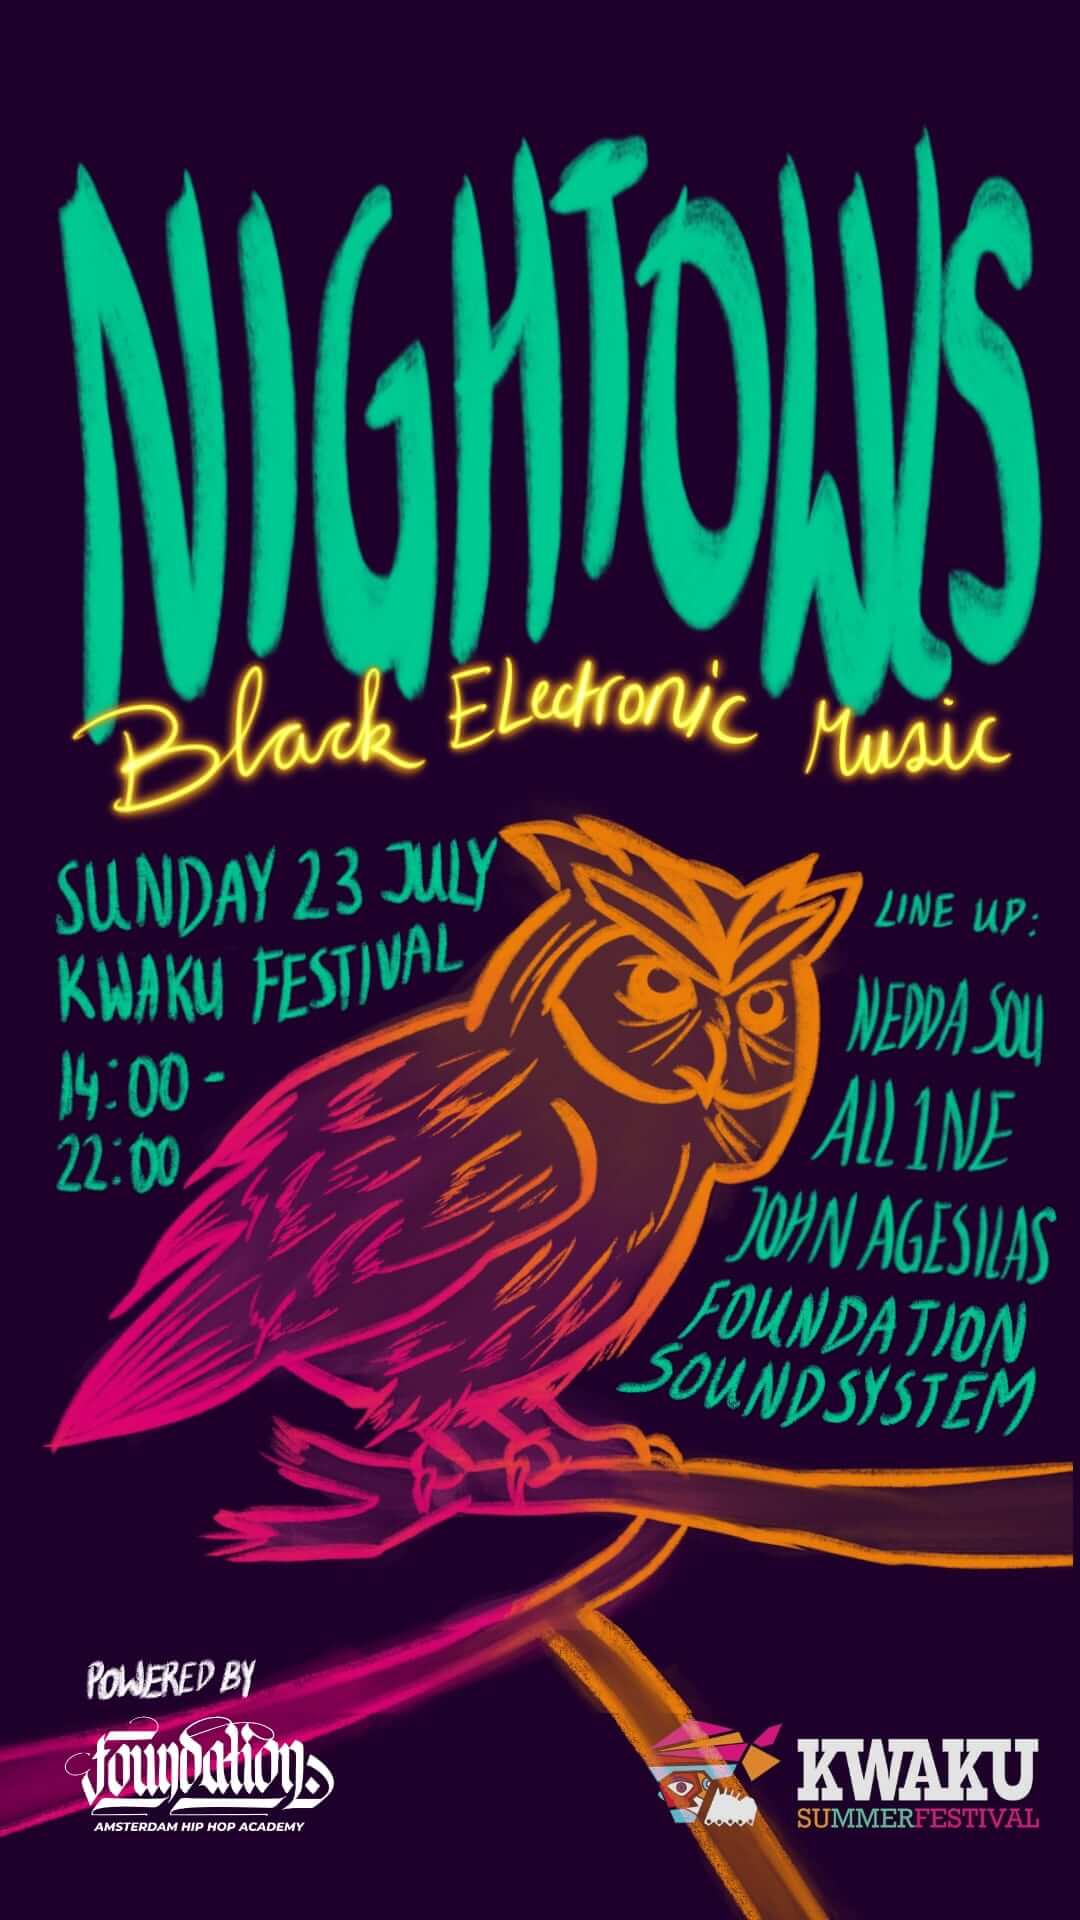 NIGHTOWLS
Black Electronic Music
SUNDAY 23 JULY
KWAKU FESTIVAL
14:00 -
22:00
LINE UP:
NEDDA SOU
ALL1NE
JOHN AGESILAS
FOUNDATION
SOUNDSYSTEM
POWERED BY
Foundation
AMSTERDAM HIP HOP ACADEMY
KWAKU
SUMMERFESTIVAL